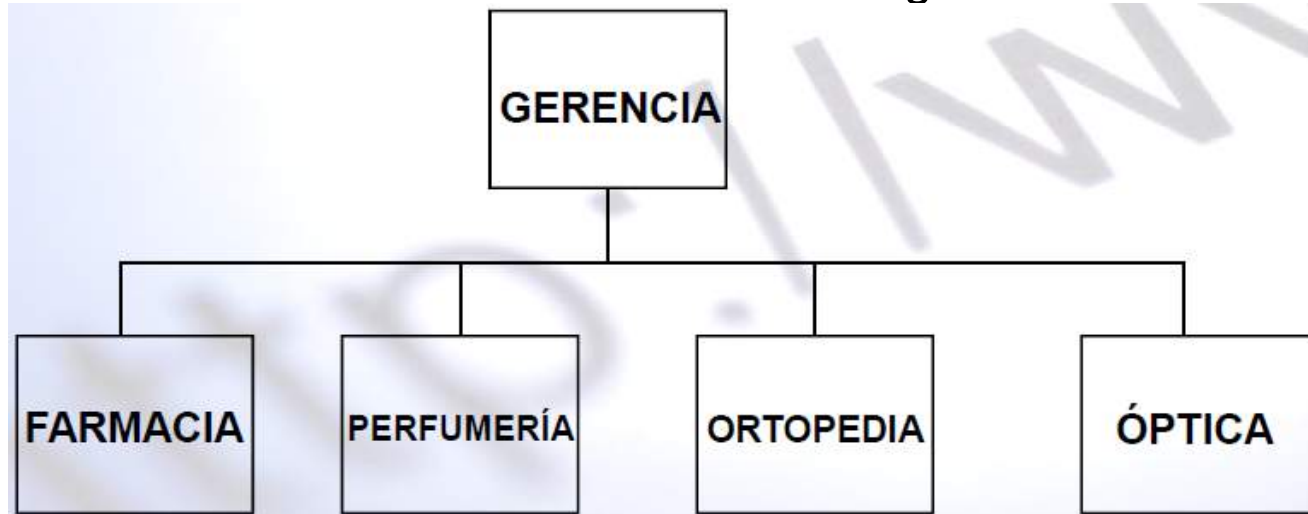 GERENCIA
FARMACIA
PERFUMERÍA
ORTOPEDIA
ÓPTICA